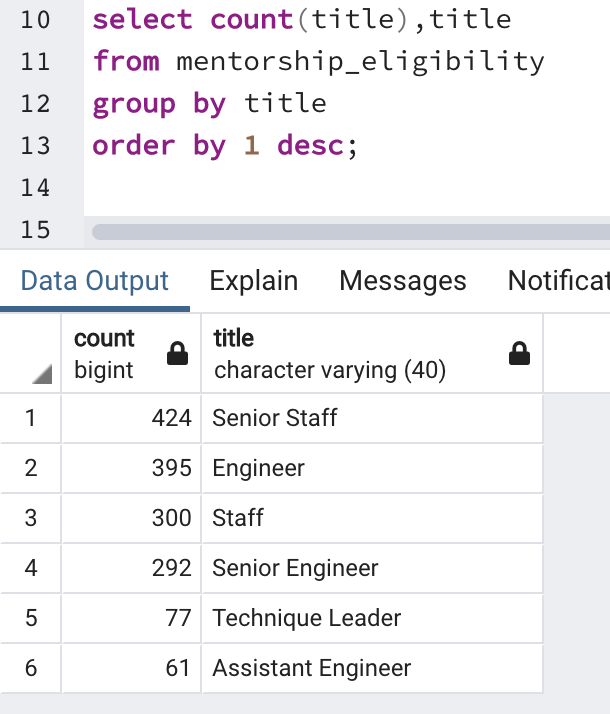 10 select count(title),title
11 from mentorship_eligibility
12 group by title
13 order by 1 desc;
14
15
Data Output Explain Messages Notificat
count title
bigint character varying (40)
1 424 Senior Staff
2 395 Engineer
3 300 Staff
4 292 Senior Engineer
5 77 Technique Leader
6 61 Assistant Engineer